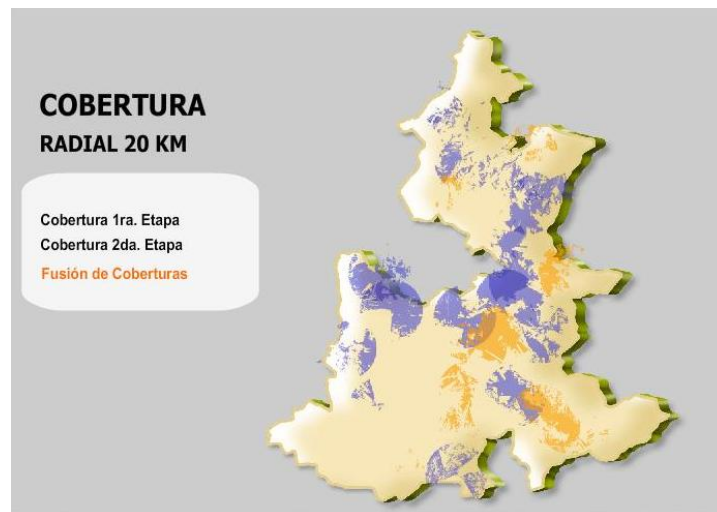 COBERTURA
RADIAL 20 KM
Cobertura 1ra. Etapa
Cobertura 2da. Etapa
Fusión de Coberturas